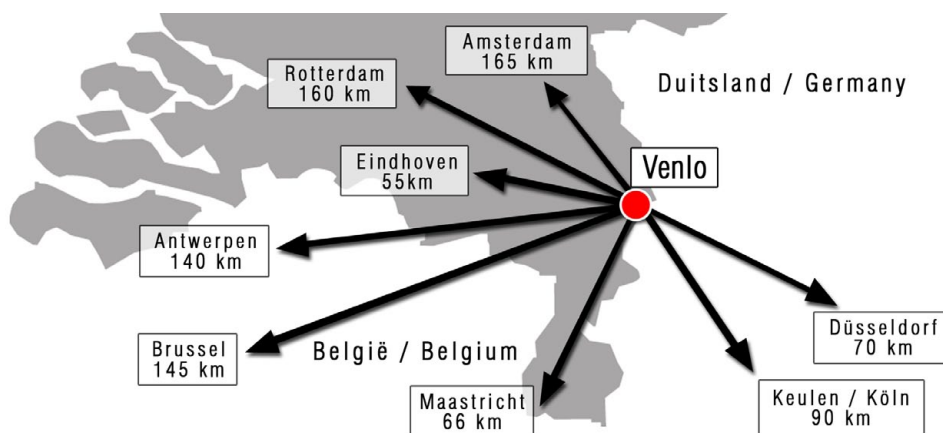 Amsterdam
165 km
Rotterdam
160 km
Duitsland / Germany
Eindhoven
55km
Venlo
Antwerpen
140 km
Brussel
145 km
België / Belgium
Düsseldorf
70 km
Maastricht
66 km
Keulen / Köln
90 km